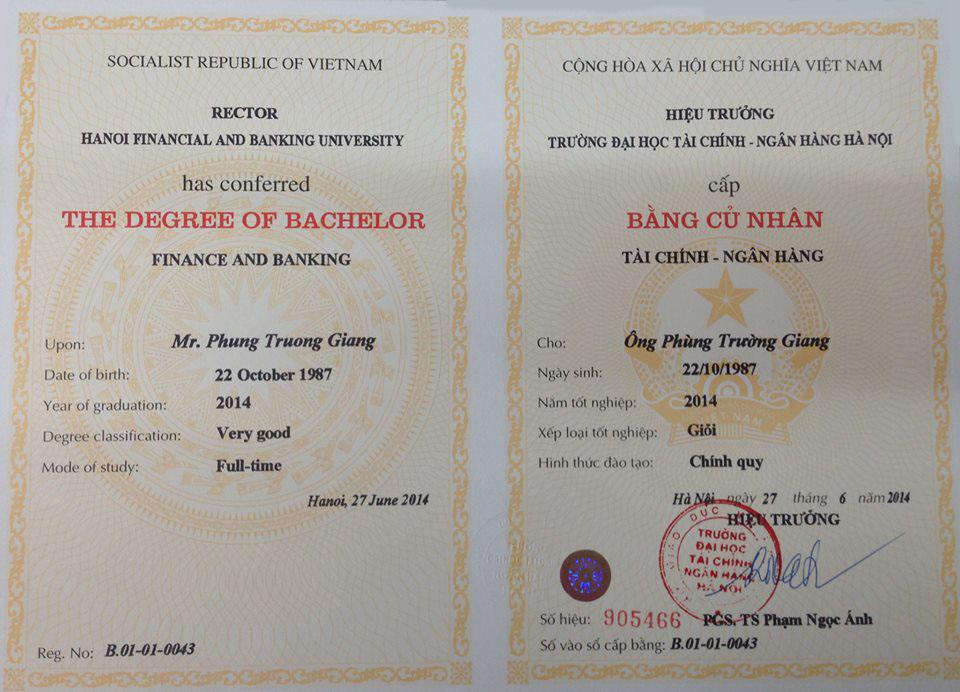 SOCIALIST REPUBLIC OF VIETNAM
RECTOR
HANOI FINANCIAL AND BANKING UNIVERSITY
has conferred
THE DEGREE OF BACHELOR
FINANCE AND BANKING
Upon: Mr. Phung Truong Giang
Date of birth: 22 October 1987
Year of graduation: 2014
Degree classification: Very good
Mode of study: Full-time
Hanoi, 27 June 2014
Reg. No: B.01-01-0043
CỘNG HÒA XÃ HỘI CHỦ NGHĨA VIỆT NAM
HIỆU TRƯỞNG
TRƯỜNG ĐẠI HỌC TÀI CHÍNH - NGÂN HÀNG HÀ NỘI
cấp
BẰNG CỬ NHÂN
TÀI CHÍNH - NGÂN HÀNG
Cho: Ông Phùng Trường Giang
Ngày sinh: 22/10/1987
Năm tốt nghiệp: 2014
Xếp loại tốt nghiệp: Giỏi
Hình thức đào tạo: Chính quy
Hà Nội, ngày 27 tháng 6 năm 2014
HIỆU TRƯỞNG
TRƯỜNG
ĐẠI HỌC
TÀI CHÍNH
NGÂN HÀNG
HÀ NỘI
Số hiệu: 905466 PGS. TS Phạm Ngọc Ánh
Số vào sổ cấp bằng: B.01-01-0043